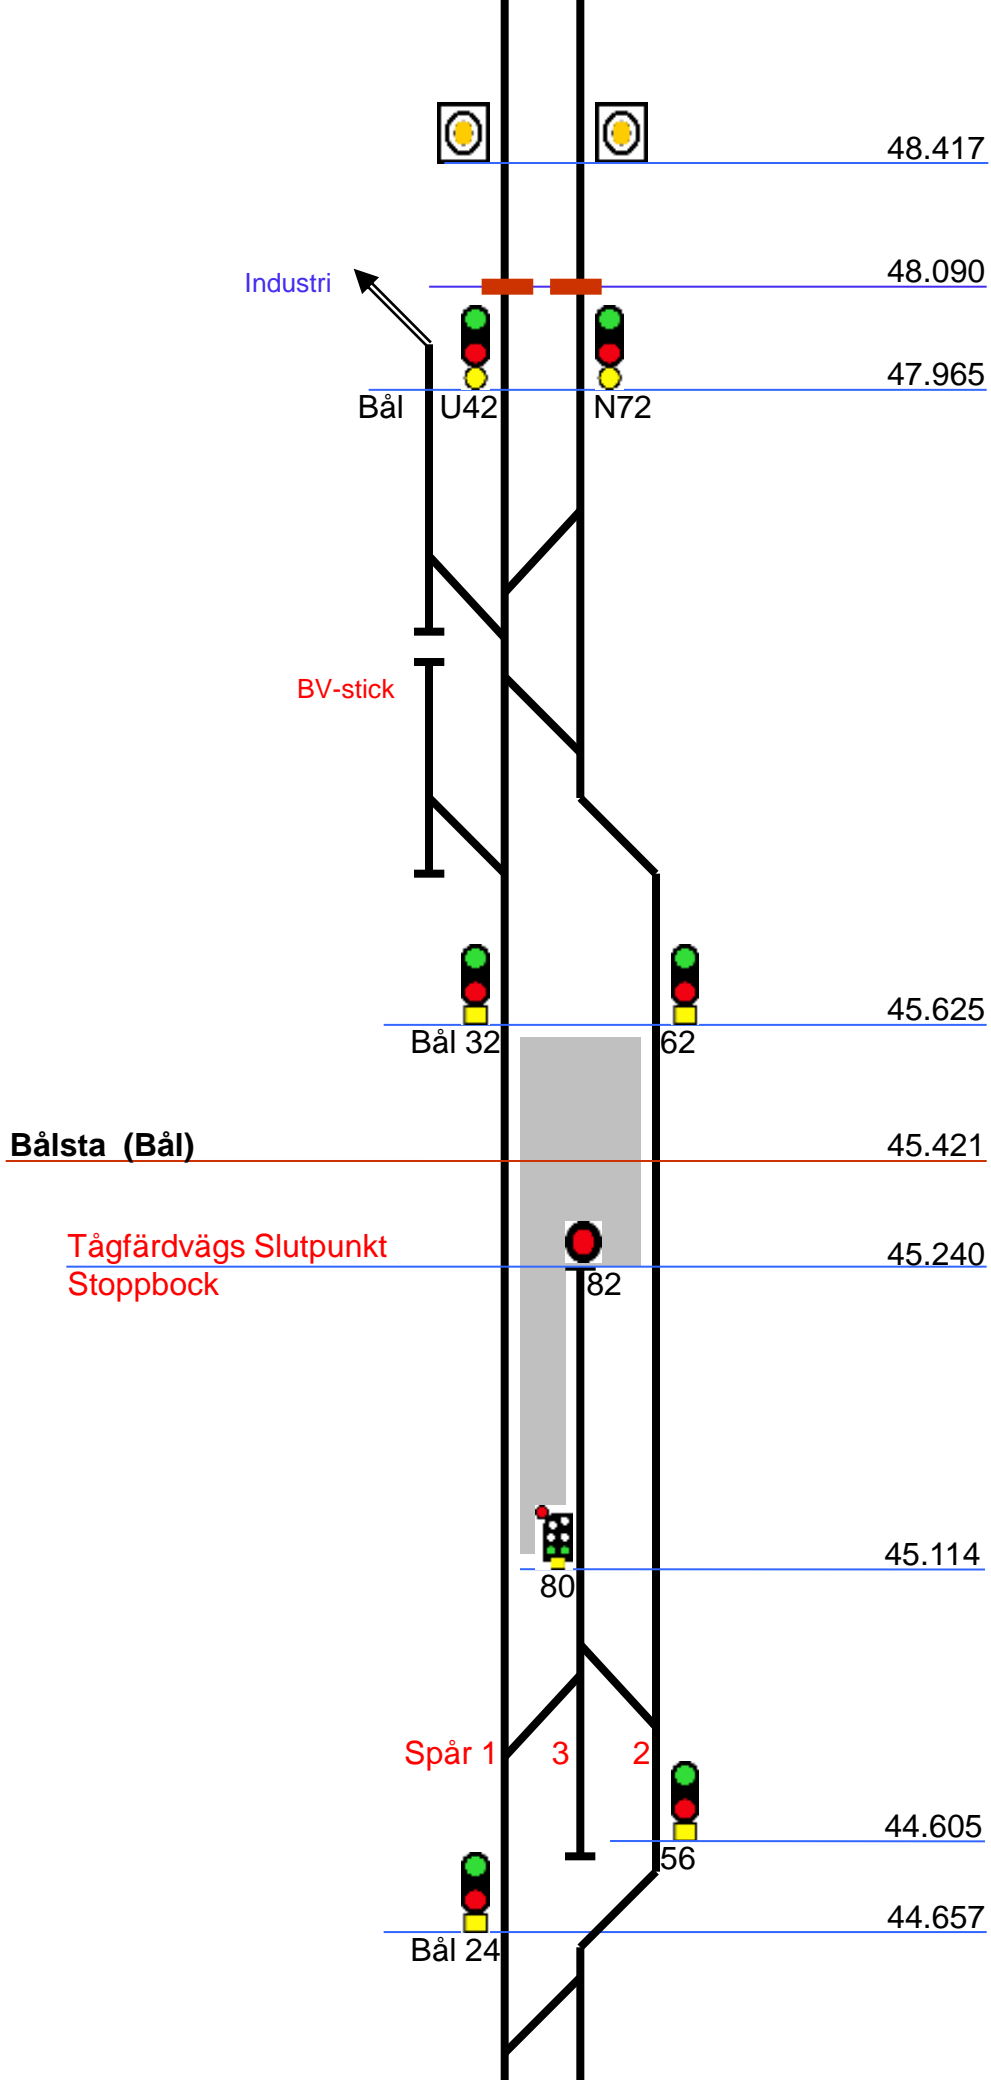 48.417
48.090
Industri
47.965
Bål U42 N72
BV-stick
45.625
Bål 32 62
Bålsta (Bål) 45.421
Tågfärdvägs Slutpunkt 45.240
Stoppbock 82
45.114
80
Spår 1 3 2
44.605
56
44.657
Bål 24